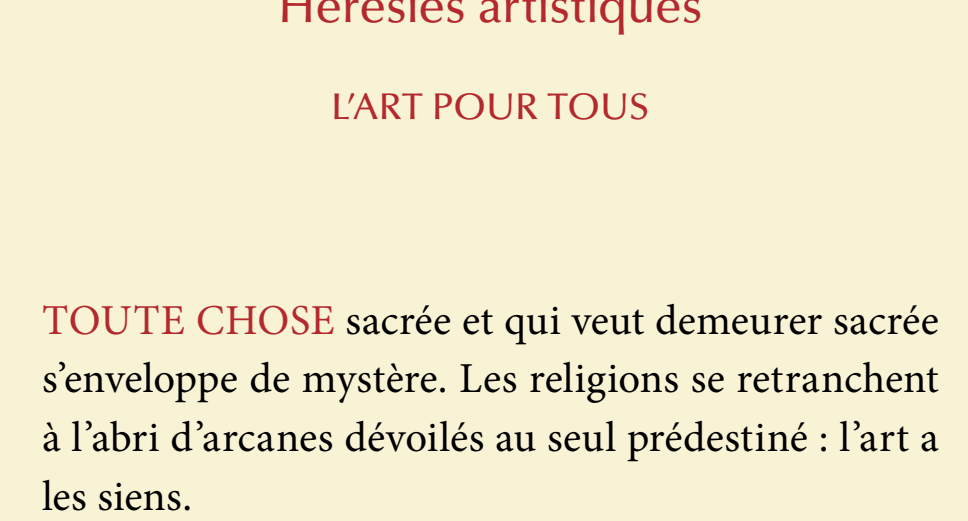 Hérésies artistiques
L’ART POUR TOUS
TOUTE CHOSE sacrée et qui veut demeurer sacrée
s’enveloppe de mystère. Les religions se retranchent
à l’abri d’arcanes dévoilés au seul prédestiné : l’art a
les siens.